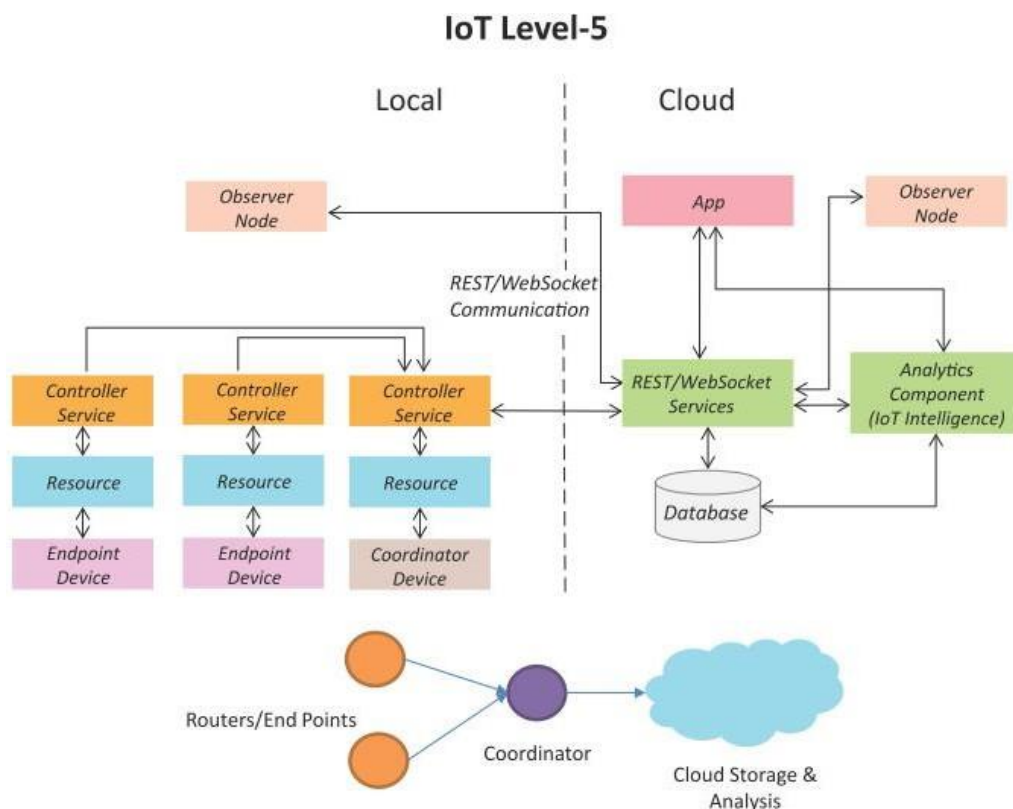 IoT Level-5
Local
Cloud
Observer
Node
App
Observer
Node
REST/WebSocket
Communication
Controller
Service
Controller
Service
Controller
Service
REST/WebSocket
Services
Analytics
Component
(IoT Intelligence)
Resource
Resource
Resource
Database
Endpoint
Device
Endpoint
Device
Coordinator
Device
Routers/End Points
Coordinator
Cloud Storage &
Analysis